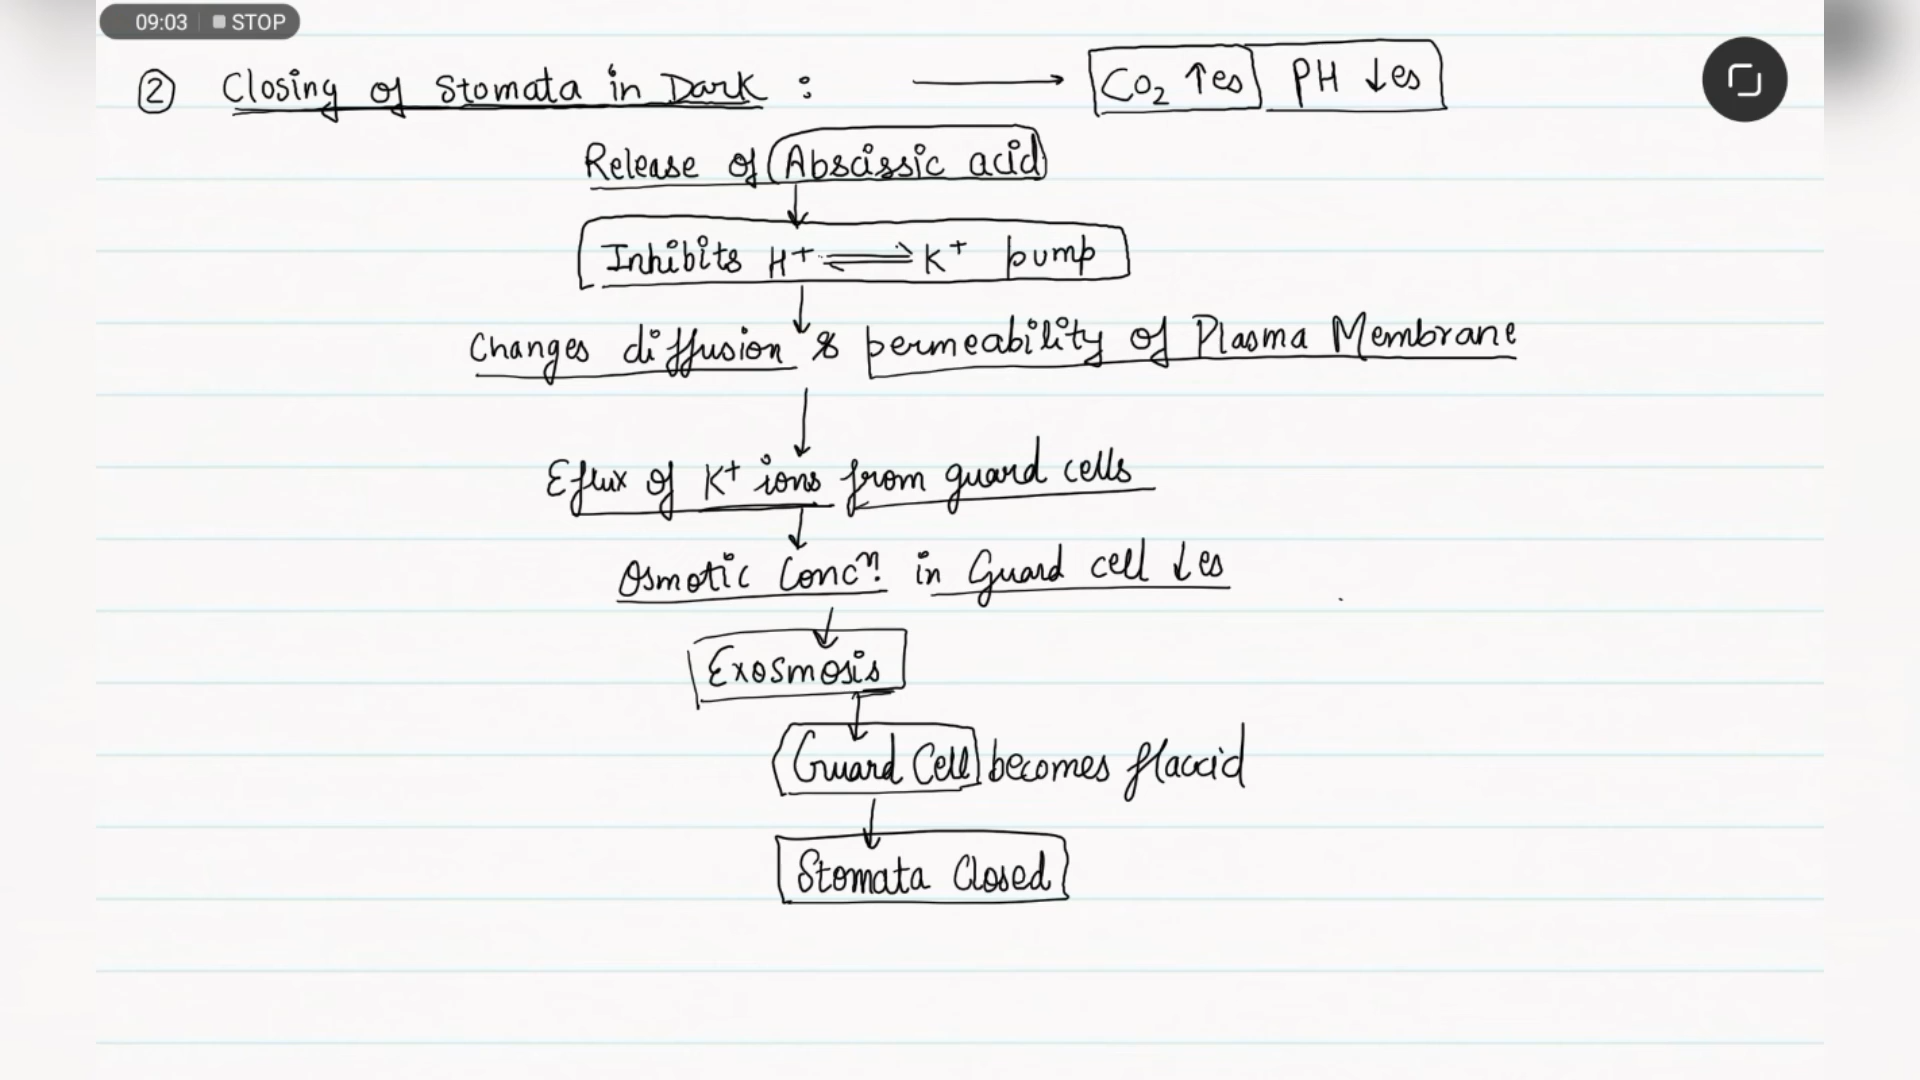 09:03 STOP
② Closing of Stomata in Dark : → CO₂ ↑es PH ↓es
Release of Abscissic acid
↓
Inhibits H⁺ ⇌ K⁺ pump
↓
Changes diffusion & permeability of Plasma Membrane
↓
Eflux of K⁺ ions from guard cells
↓
Osmotic Concⁿ. in Guard cell ↓es
↓
Exosmosis
↓
Guard Cell becomes flaccid
↓
Stomata Closed